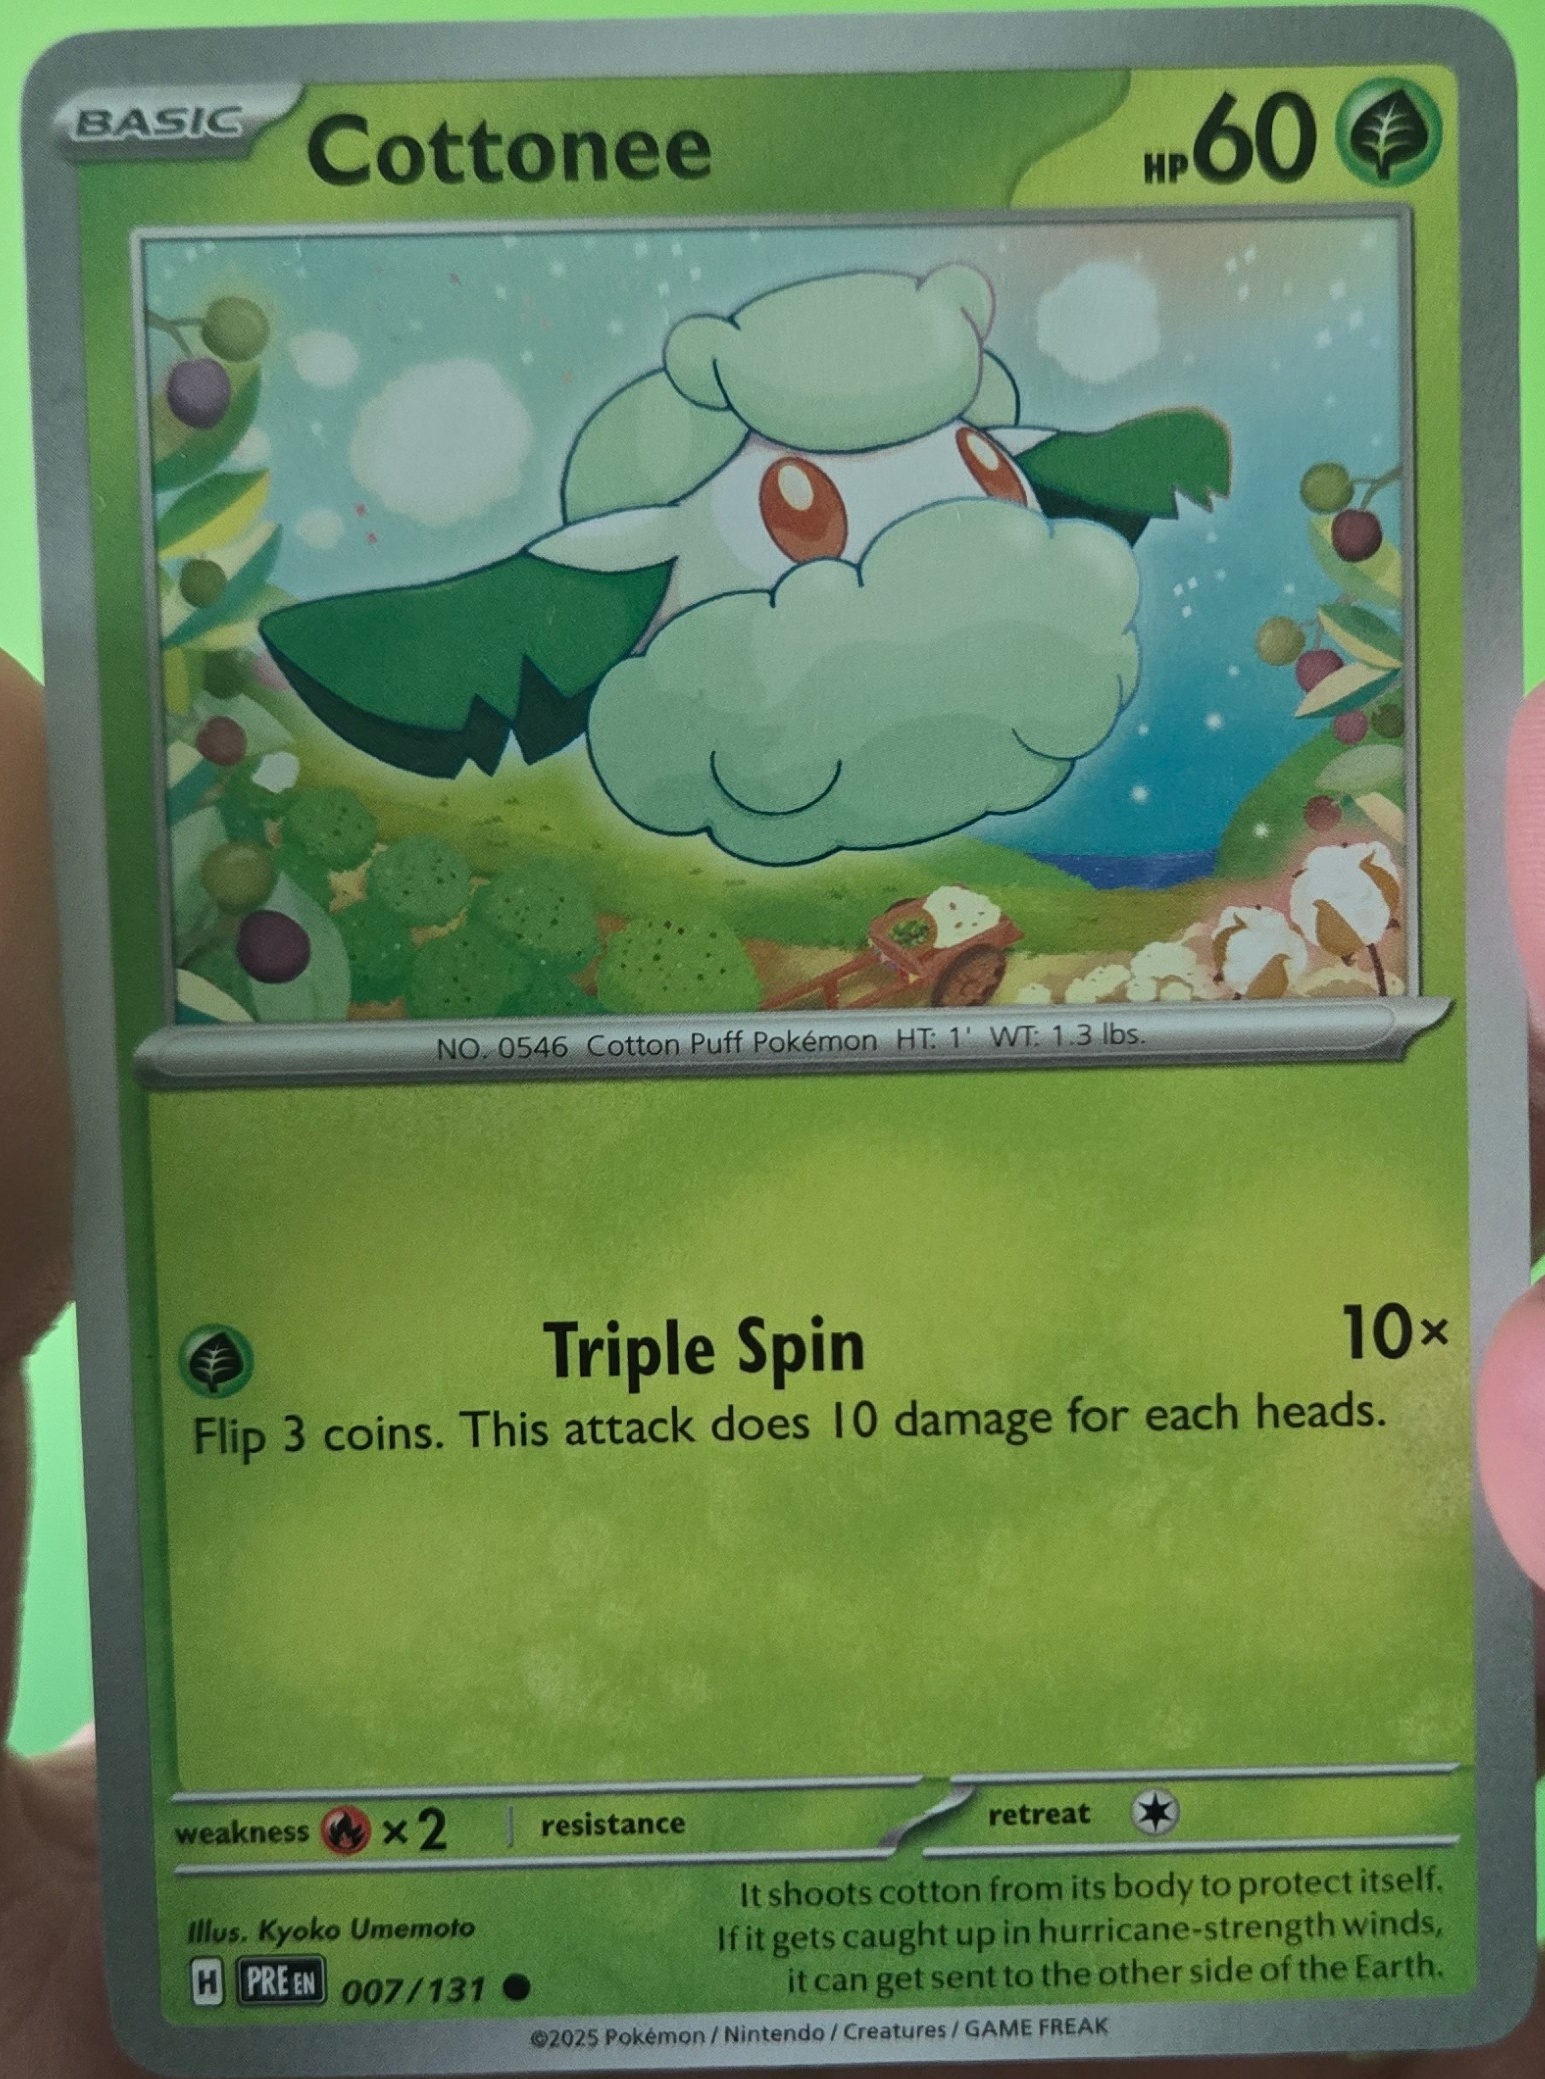 BASIC Cottonee HP 60
NO. 0546 Cotton Puff Pokémon HT: 1' WT: 1.3 lbs.
Triple Spin 10×
Flip 3 coins. This attack does 10 damage for each heads.
weakness ×2 resistance retreat
It shoots cotton from its body to protect itself.
If it gets caught up in hurricane-strength winds,
it can get sent to the other side of the Earth.
Illus. Kyoko Umemoto
H PRE EN 007/131
©2025 Pokémon / Nintendo / Creatures / GAME FREAK